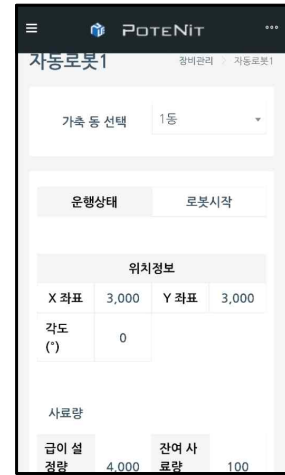 POTENIT
자동로봇1
장비관리 > 자동로봇1
가축 동 선택 1동
운행상태 로봇시작
위치정보
X 좌표 3,000 Y 좌표 3,000
각도
(°) 0
사료량
급이 설
정량 4,000 잔여 사
료량 100